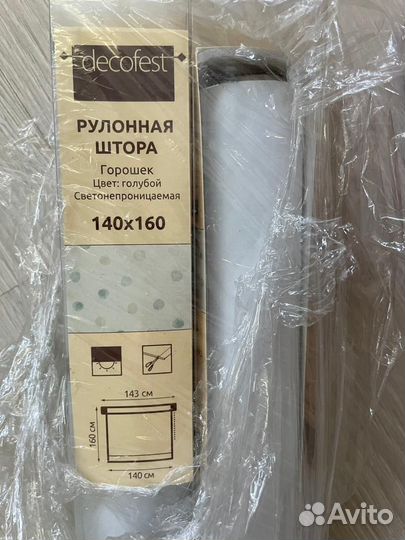 decofest
РУЛОННАЯ
ШТОРА
Горошек
Цвет: голубой
Светонепроницаемая
140x160
143 см
160 см
140 см
Avito